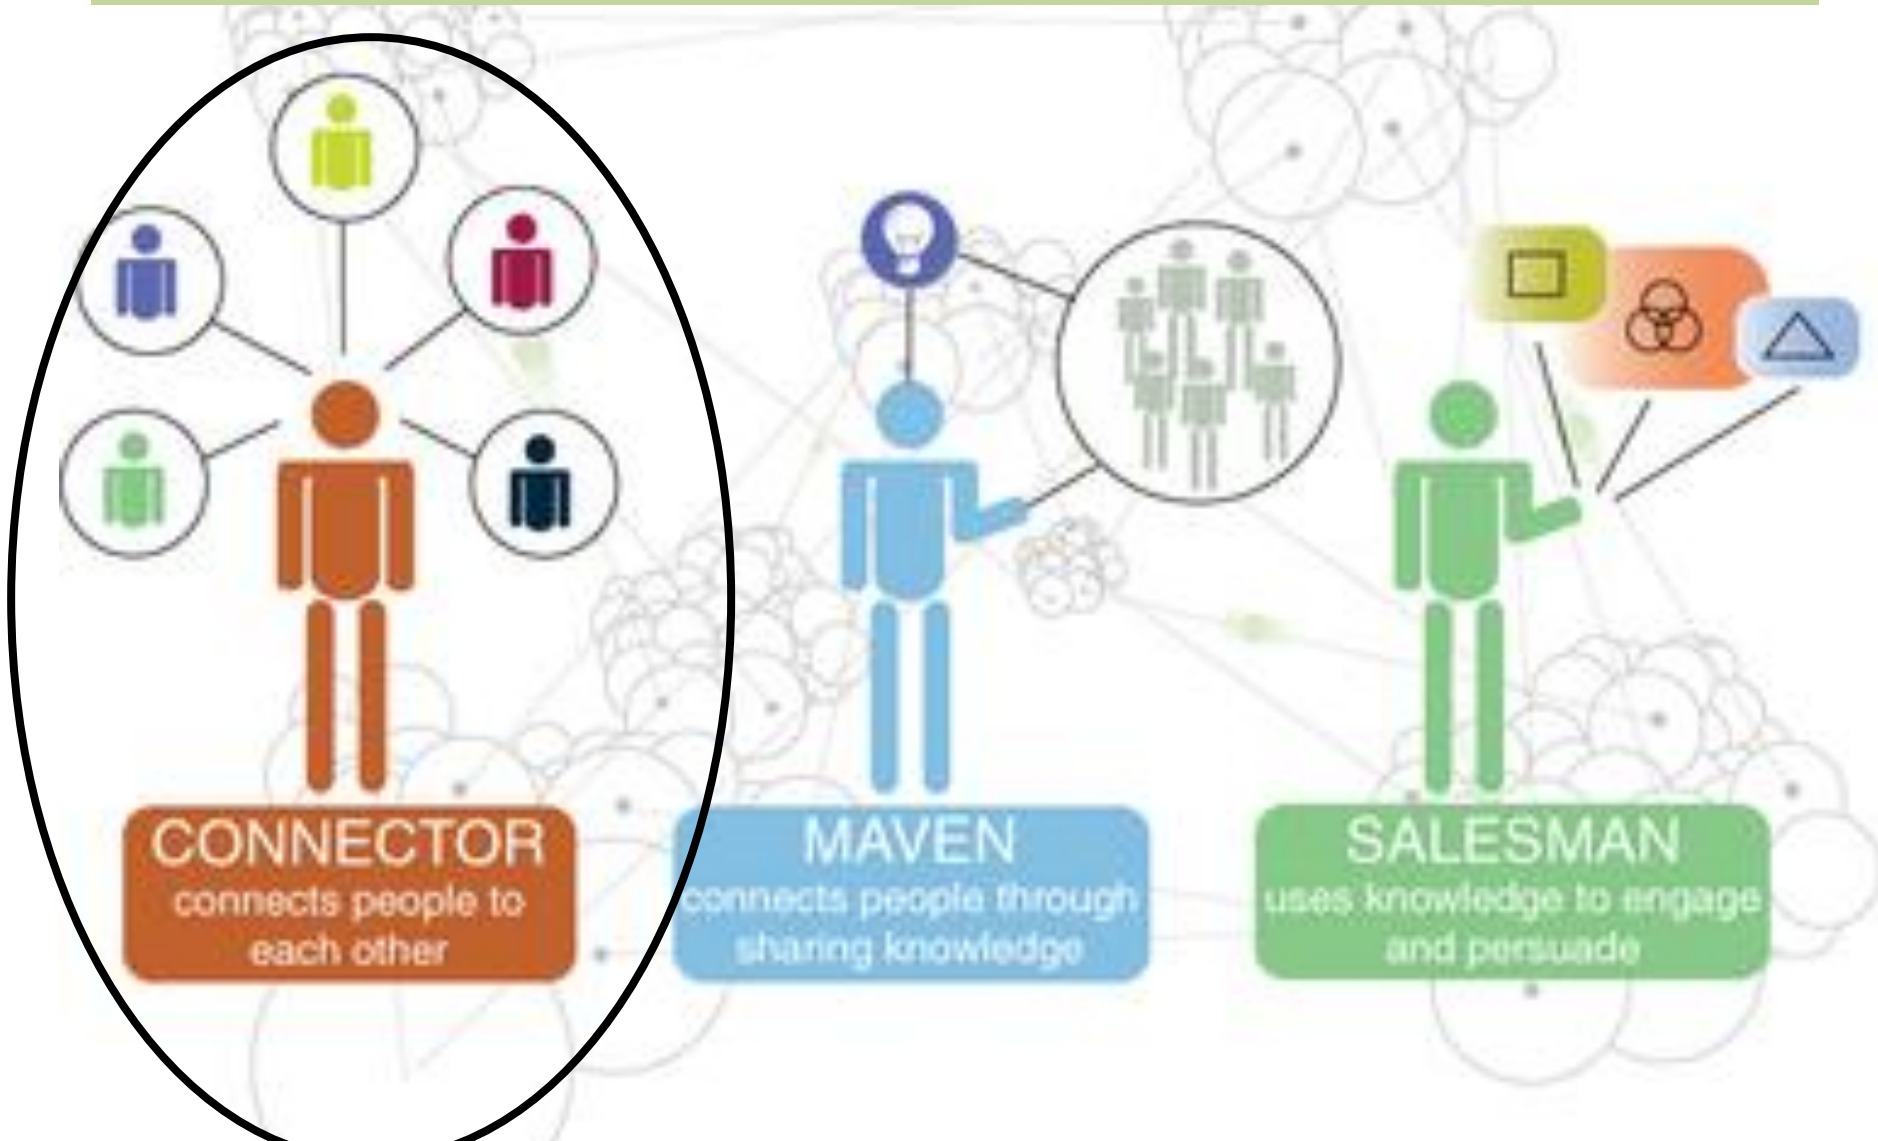 CONNECTOR
connects people to
each other
MAVEN
connects people through
sharing knowledge
SALESMAN
uses knowledge to engage
and persuade